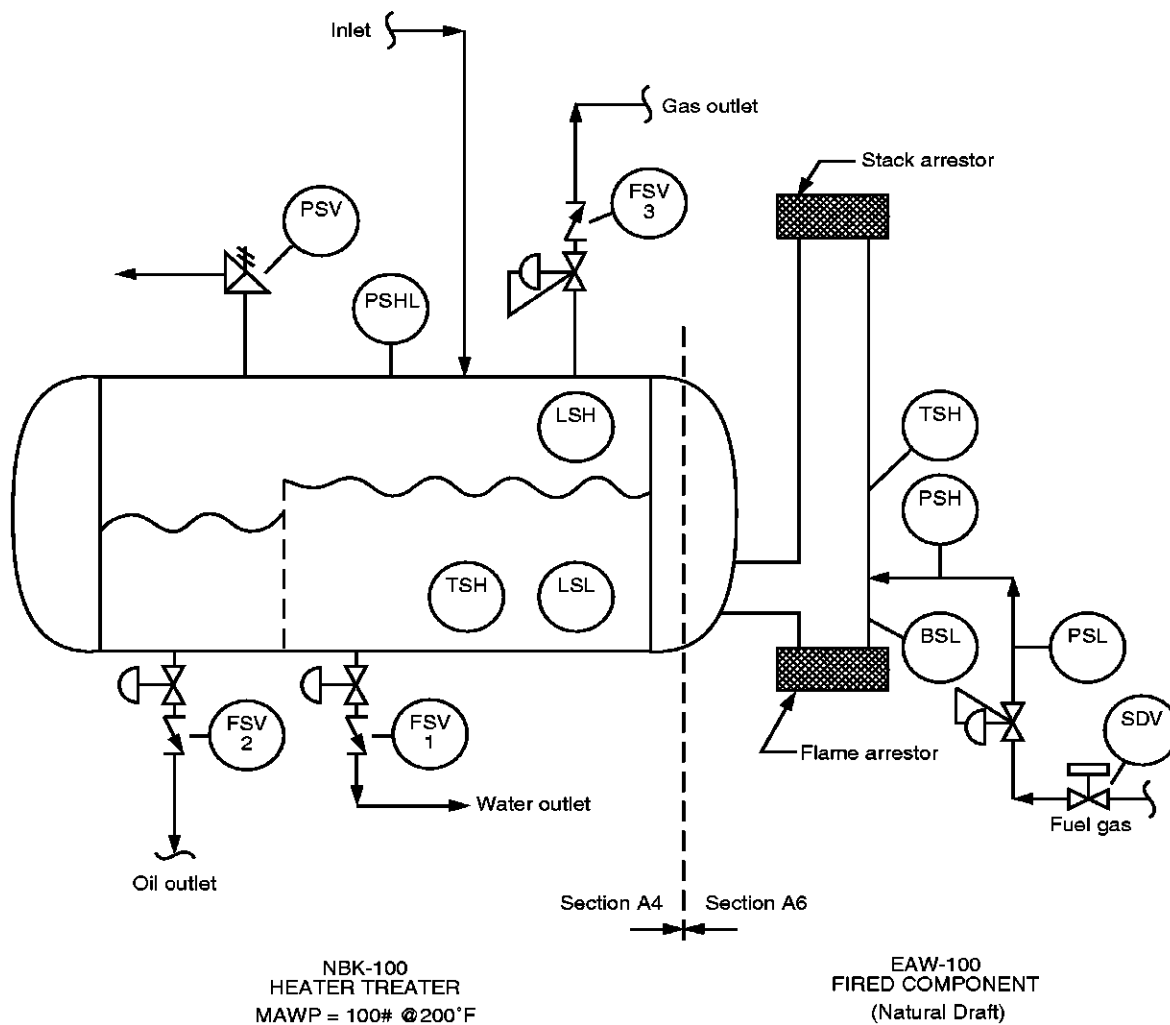 Inlet
Gas outlet
Stack arrestor
PSV
FSV
3
PSHL
LSH
TSH
PSH
TSH
LSL
BSL
PSL
FSV
2
FSV
1
SDV
Flame arrestor
Water outlet
Fuel gas
Oil outlet
Section A4
Section A6
NBK-100
HEATER TREATER
MAWP = 100# @200°F
EAW-100
FIRED COMPONENT
(Natural Draft)